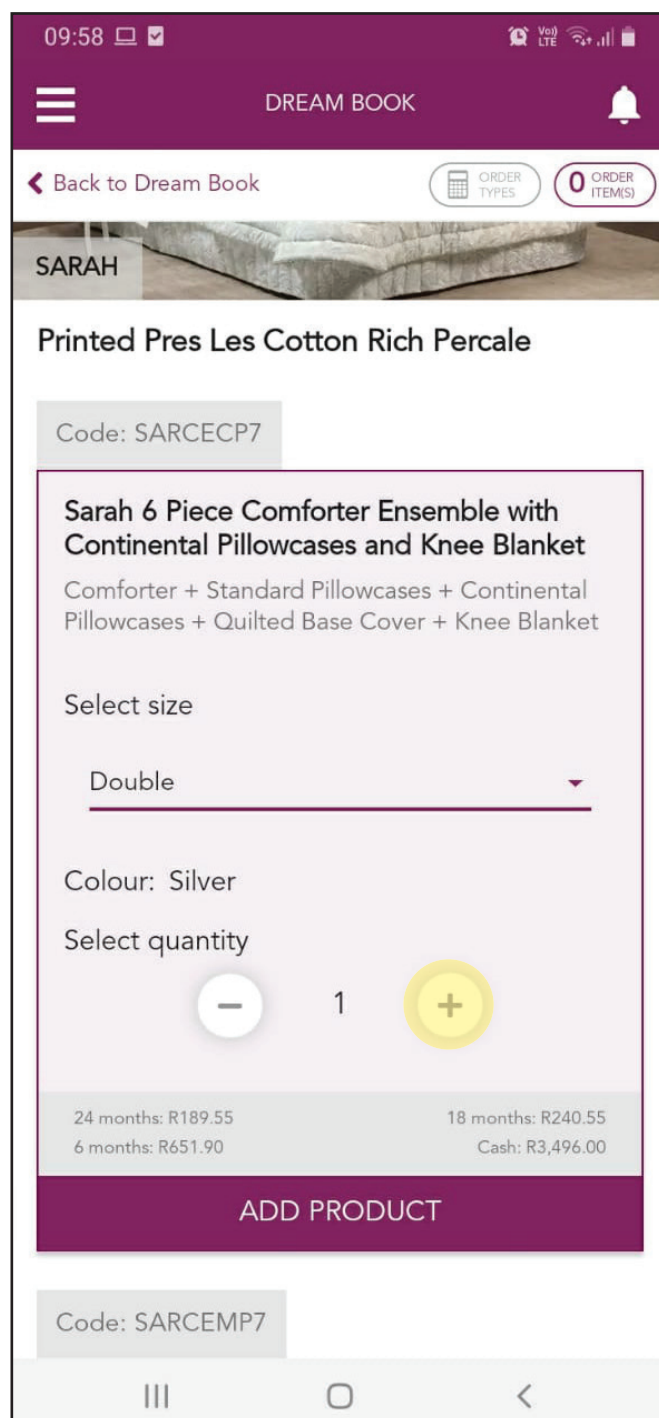 09:58
Vo)) LTE
DREAM BOOK
Back to Dream Book
ORDER TYPES
0 ORDER ITEM(S)
SARAH
Printed Pres Les Cotton Rich Percale
Code: SARCECP7
Sarah 6 Piece Comforter Ensemble with
Continental Pillowcases and Knee Blanket
Comforter + Standard Pillowcases + Continental
Pillowcases + Quilted Base Cover + Knee Blanket
Select size
Double
Colour: Silver
Select quantity
− 1 +
24 months: R189.55 18 months: R240.55
6 months: R651.90 Cash: R3,496.00
ADD PRODUCT
Code: SARCEMP7